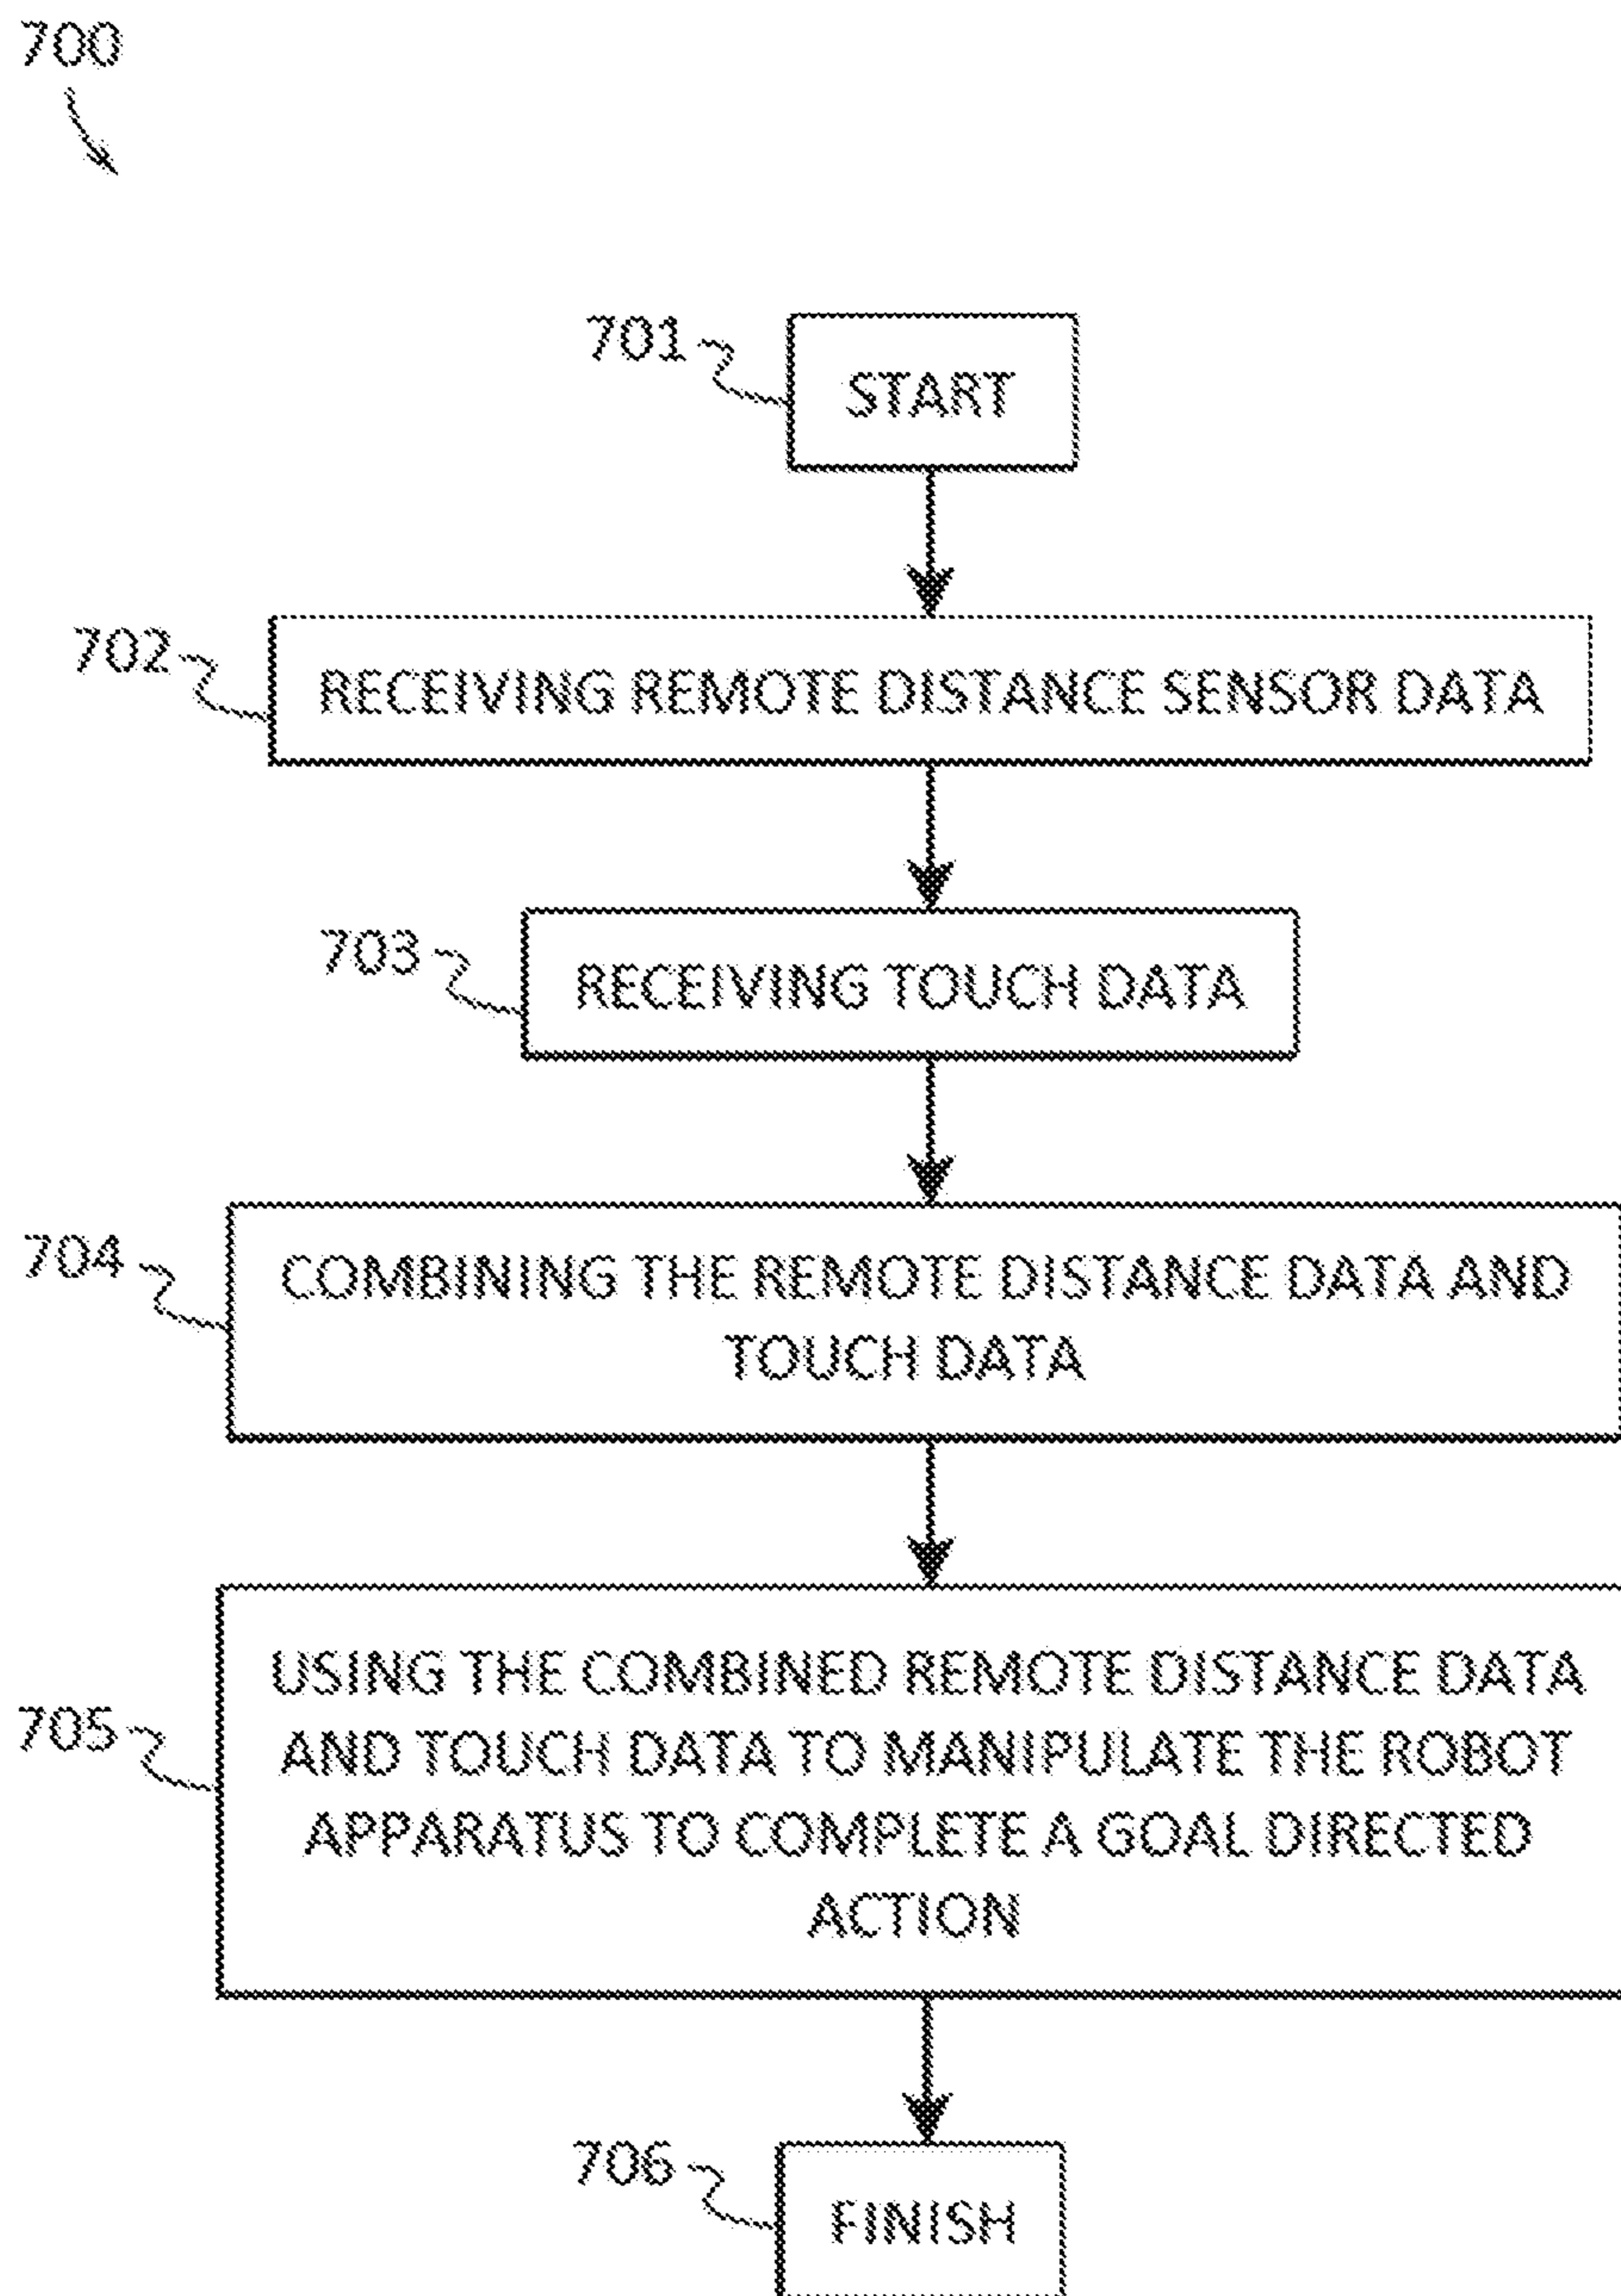 700
701
START
702
RECEIVING REMOTE DISTANCE SENSOR DATA
703
RECEIVING TOUCH DATA
704
COMBINING THE REMOTE DISTANCE DATA AND
TOUCH DATA
705
USING THE COMBINED REMOTE DISTANCE DATA
AND TOUCH DATA TO MANIPULATE THE ROBOT
APPARATUS TO COMPLETE A GOAL DIRECTED
ACTION
706
FINISH